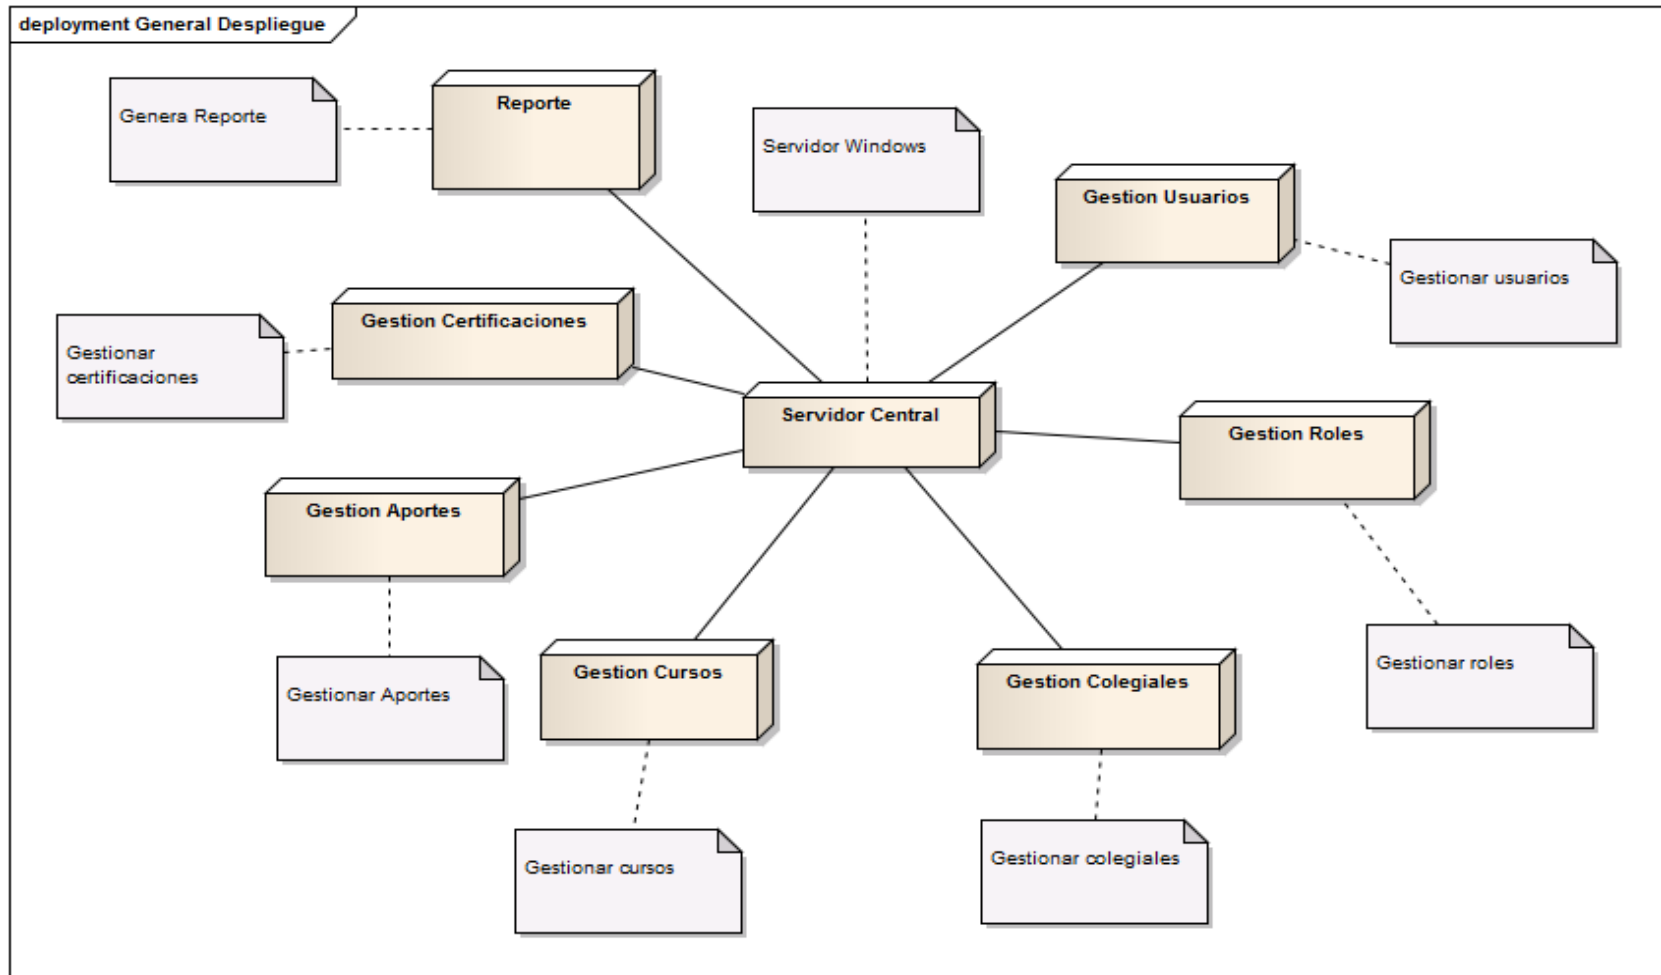 deployment General Despliegue
Reporte
Genera Reporte
Servidor Windows
Gestion Usuarios
Gestionar usuarios
Gestion Certificaciones
Gestionar
certificaciones
Servidor Central
Gestion Roles
Gestion Aportes
Gestion Cursos
Gestion Colegiales
Gestionar roles
Gestionar Aportes
Gestionar cursos
Gestionar colegiales